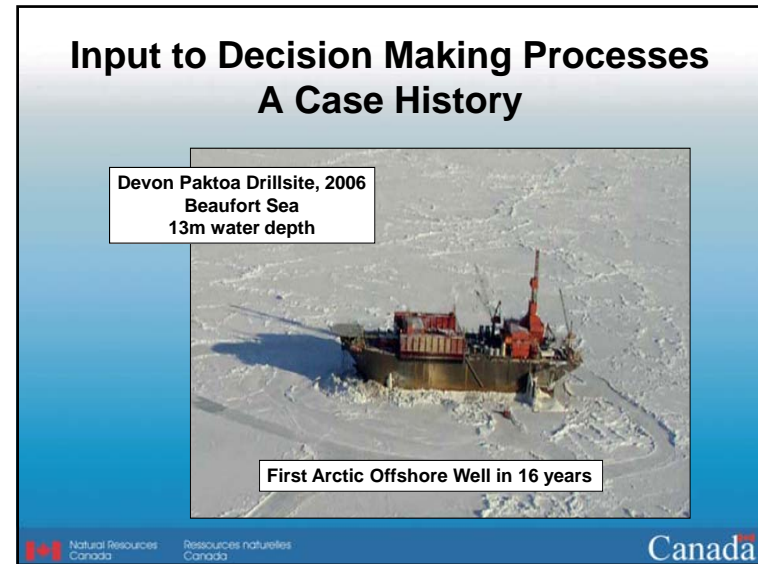 Input to Decision Making Processes
A Case History
Devon Paktoa Drillsite, 2006
Beaufort Sea
13m water depth
First Arctic Offshore Well in 16 years
Natural Resources Ressources naturelles
Canada Canada
Canada